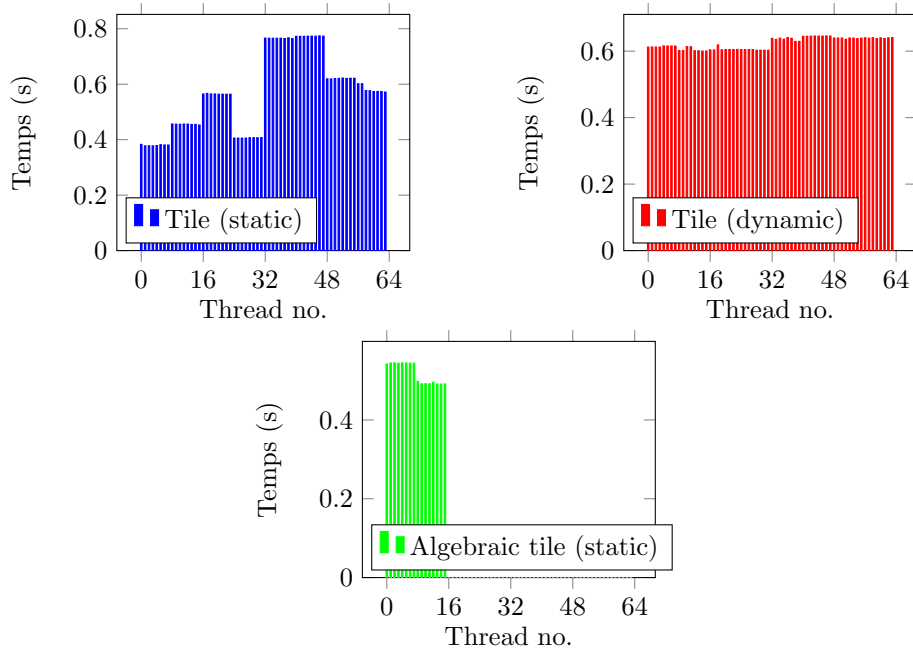 0.8
0.6
0.4
0.2
0
Temps (s)
Tile (static)
0 16 32 48 64
Thread no.
0.6
0.4
0.2
0
Temps (s)
Tile (dynamic)
0 16 32 48 64
Thread no.
0.4
0.2
0
Temps (s)
Algebraic tile (static)
0 16 32 48 64
Thread no.